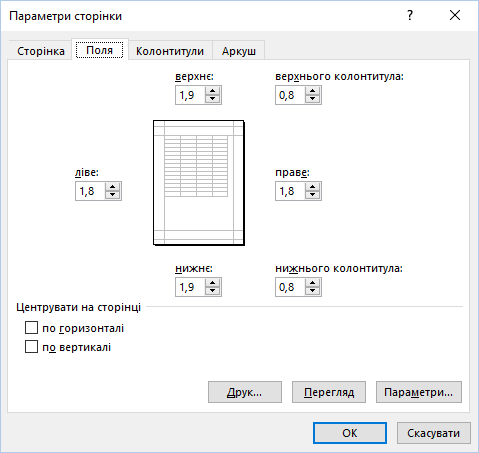 Параметри сторінки
Сторінка Поля Колонтитули Аркуш
верхнє: верхнього колонтитула:
1,9 0,8
ліве: праве:
1,8 1,8
нижнє: нижнього колонтитула:
1,9 0,8
Центрувати на сторінці
по горизонталі
по вертикалі
Друк... Перегляд Параметри...
ОК Скасувати